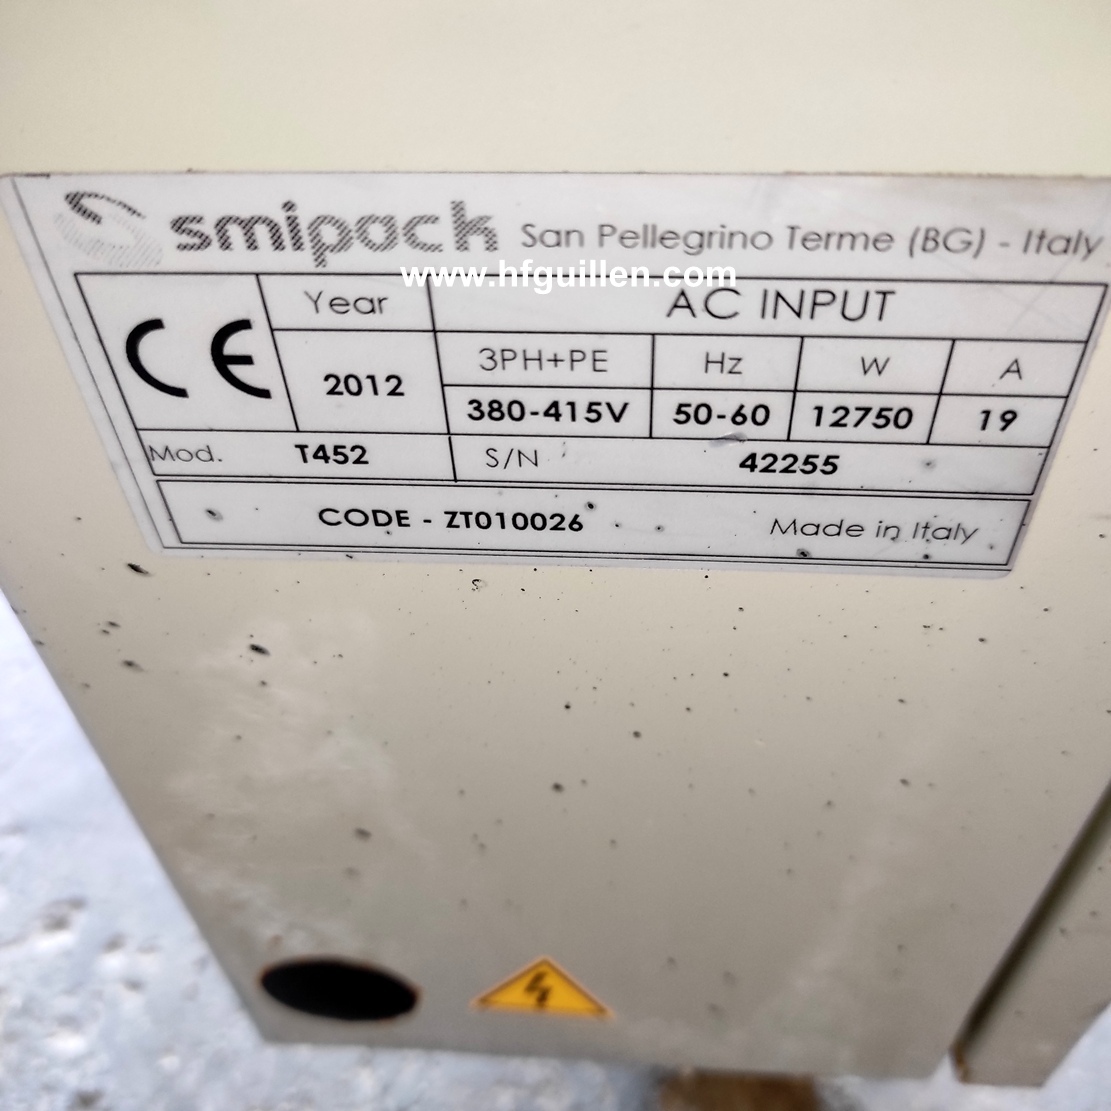 smipack San Pellegrino Terme (BG) - Italy
www.hfguillen.com
CE Year AC INPUT
2012 3PH+PE Hz W A
380-415V 50-60 12750 19
Mod. T452 S/N 42255
CODE - ZT010026 Made in Italy